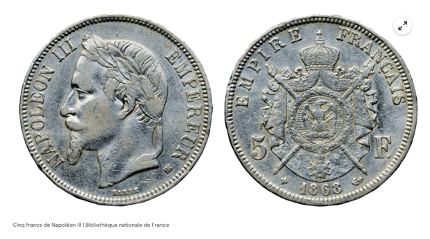 NAPOLEON III EMPEREUR
BARRE
EMPIRE FRANÇAIS
5 F
1868
Cinq francs de Napoléon III | Bibliothèque nationale de France